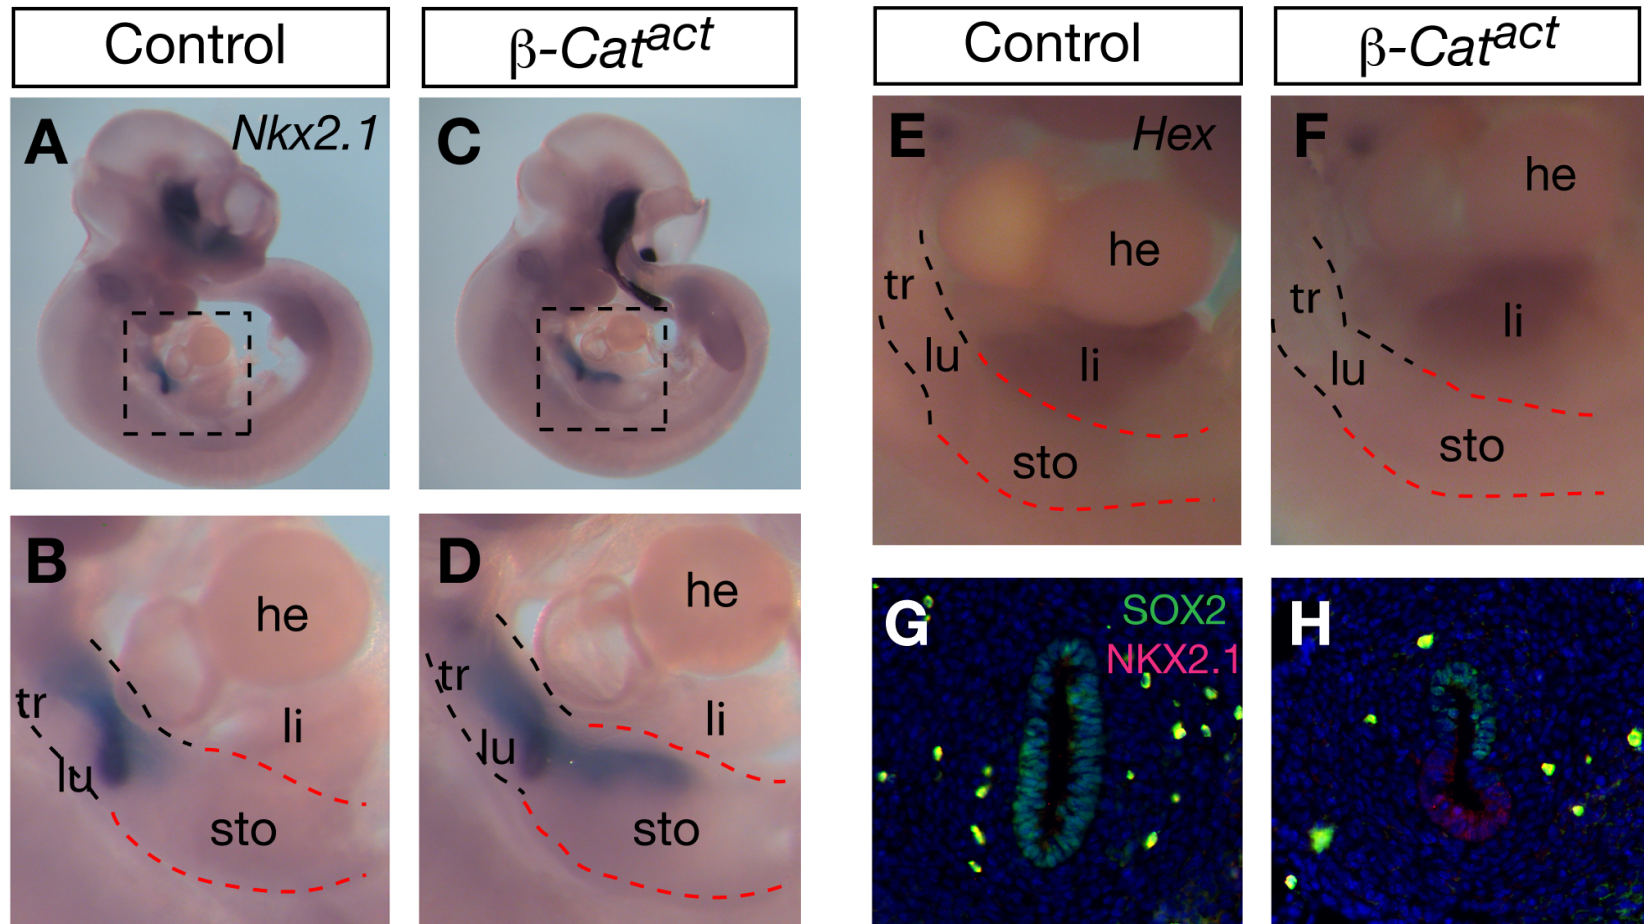 Control
β-Catact
Control
β-Catact
A
Nkx2.1
C
E
Hex
he
tr
lu
li
sto
F
he
tr
lu
li
sto
B
he
tr
li
lu
sto
D
he
tr
li
lu
sto
G
SOX2
NKX2.1
H